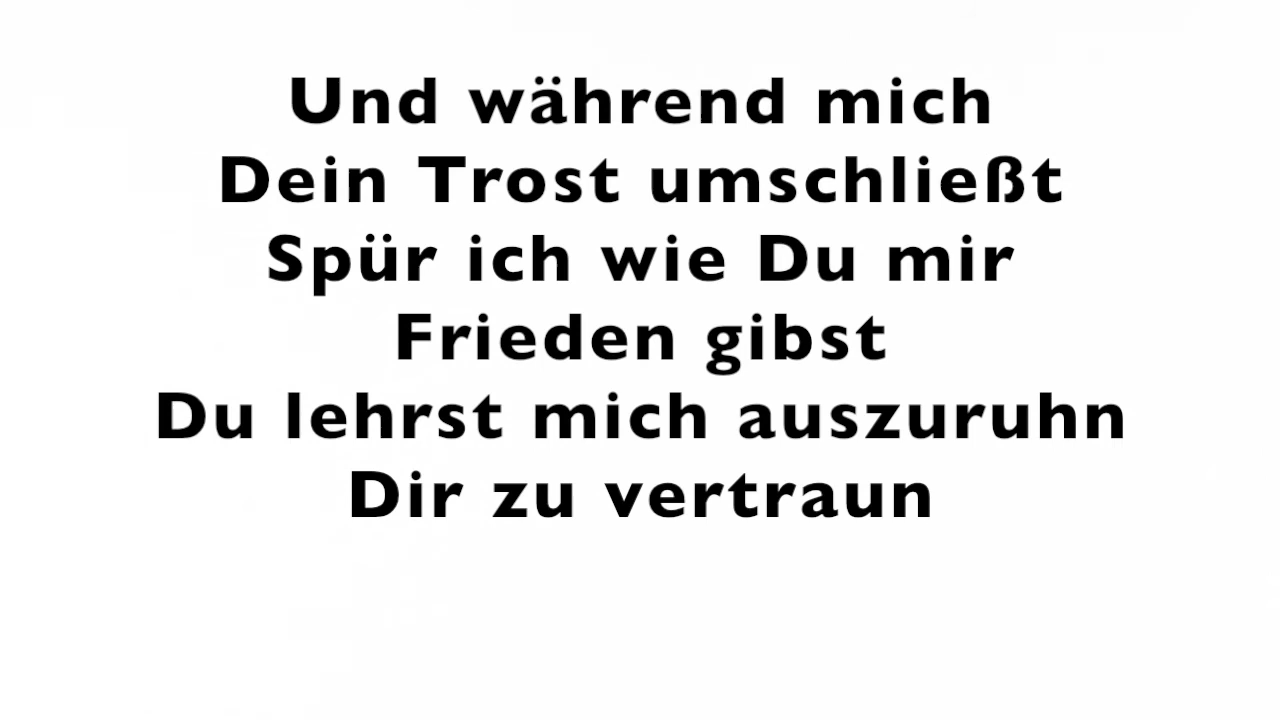 Und während mich
Dein Trost umschließt
Spür ich wie Du mir
Frieden gibst
Du lehrst mich auszuruhn
Dir zu vertraun